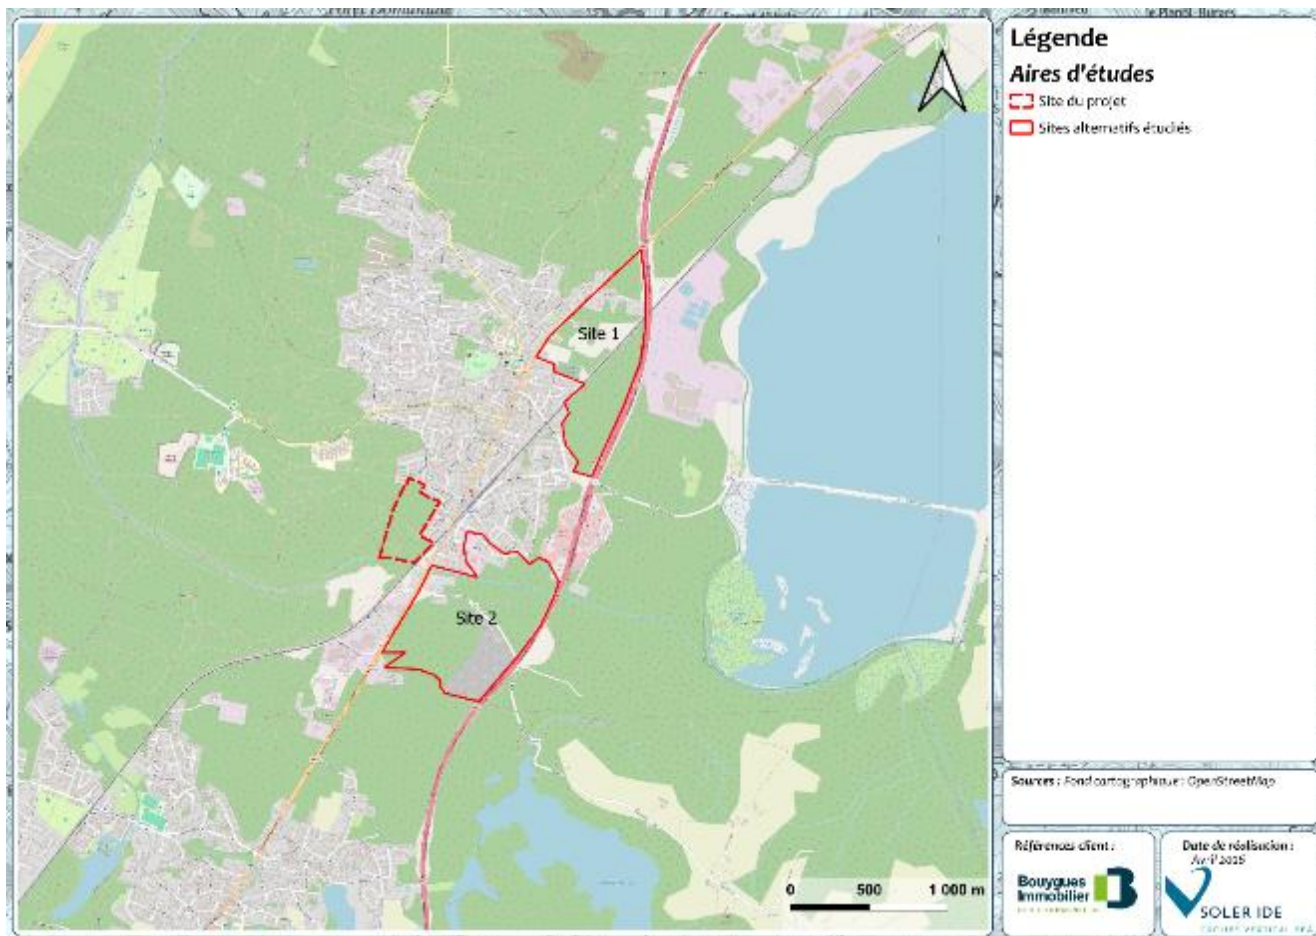 Légende
Aires d'études
Site du projet
Sites alternatifs étudiés
Site 1
Site 2
0 500 1 000 m
Sources : Fond cartographique : OpenStreetMap
Références client :
Bouygues
Immobilier
Date de réalisation :
SOLER IDE